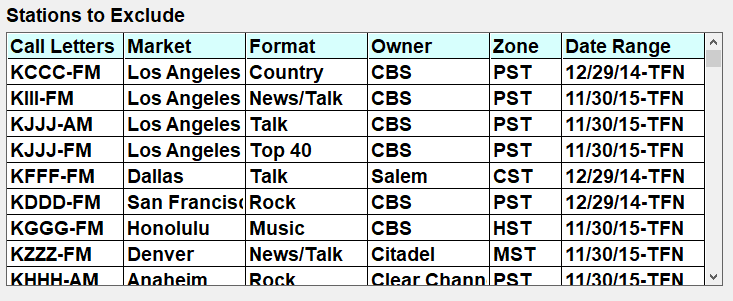 Stations to Exclude
Call Letters Market Format Owner Zone Date Range
KCCC-FM Los Angeles Country CBS PST 12/29/14-TFN
KIII-FM Los Angeles News/Talk CBS PST 11/30/15-TFN
KJJJ-AM Los Angeles Talk CBS PST 11/30/15-TFN
KJJJ-FM Los Angeles Top 40 CBS PST 11/30/15-TFN
KFFF-FM Dallas Talk Salem CST 12/29/14-TFN
KDDD-FM San Francisc Rock CBS PST 12/29/14-TFN
KGGG-FM Honolulu Music CBS HST 11/30/15-TFN
KZZZ-FM Denver News/Talk Citadel MST 11/30/15-TFN
KHHH-AM Anaheim Rock Clear Chann PST 11/30/15-TFN